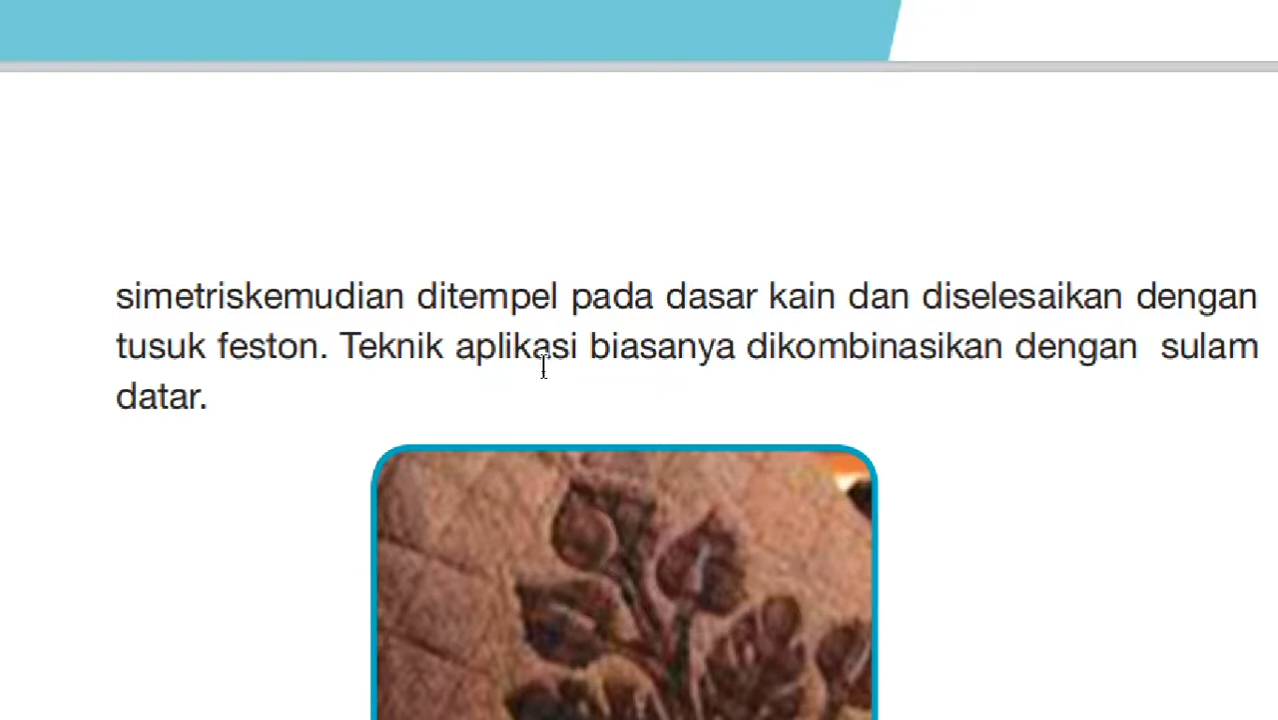 simetriskemudian ditempel pada dasar kain dan diselesaikan dengan
tusuk feston. Teknik aplikasi biasanya dikombinasikan dengan sulam
datar.